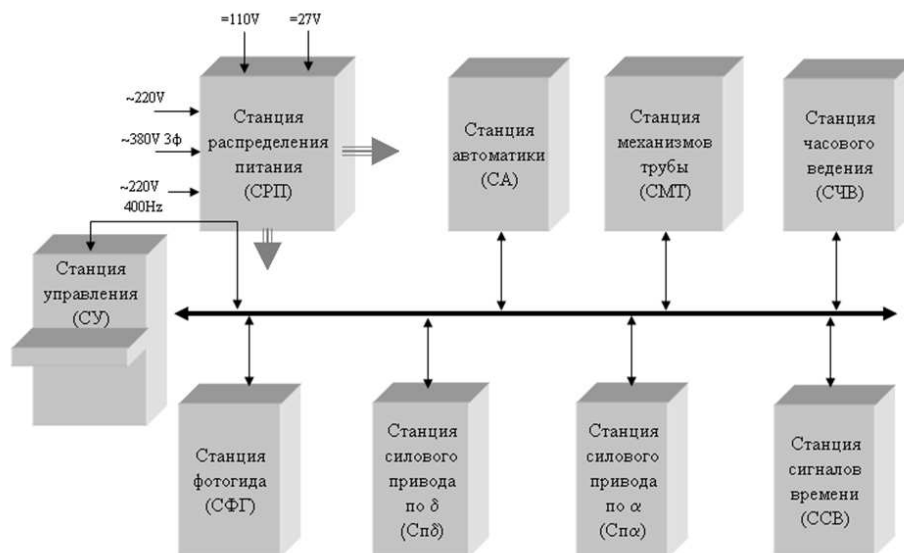 =110V
=27V
~220V
~380V 3ф
~220V
400Hz
Станция
распределения
питания
(СРП)
Станция
автоматики
(СА)
Станция
механизмов
трубы
(СМТ)
Станция
часового
ведения
(СЧВ)
Станция
управления
(СУ)
Станция
фотогида
(СФГ)
Станция
силового
привода
по δ
(Спδ)
Станция
силового
привода
по α
(Спα)
Станция
сигналов
времени
(ССВ)